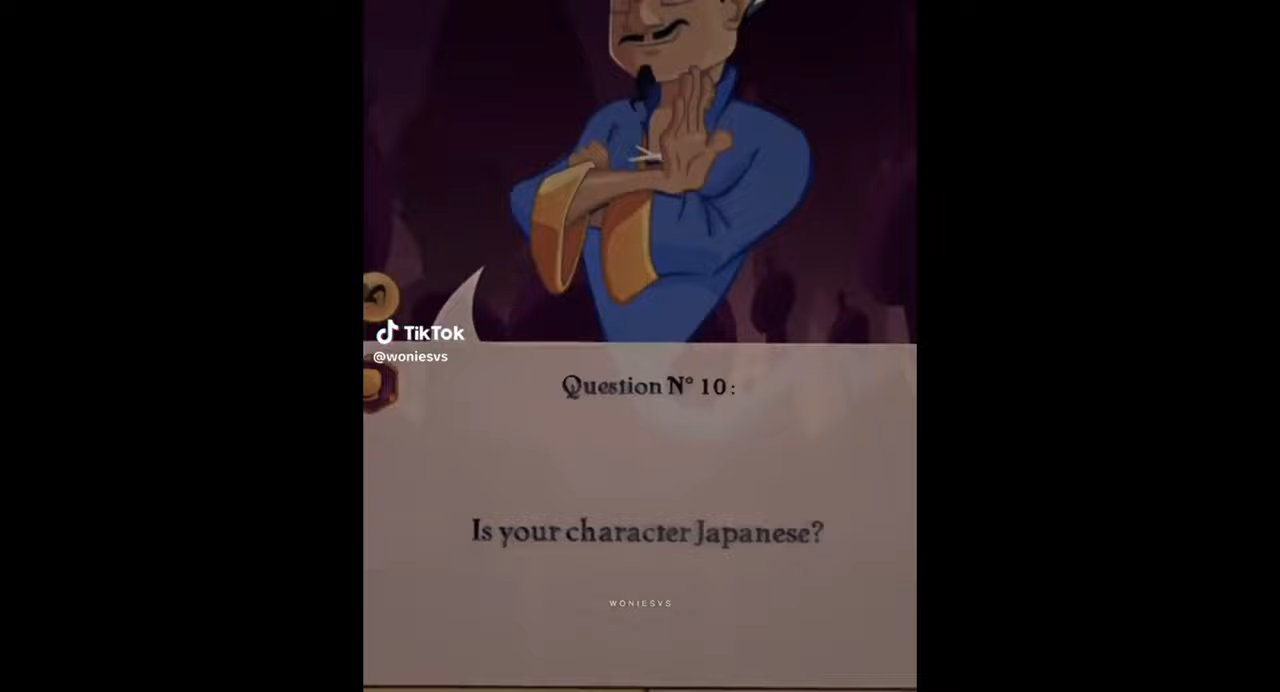 TikTok
@woniesvs
Question N° 10:
Is your character Japanese?
WONIESVS